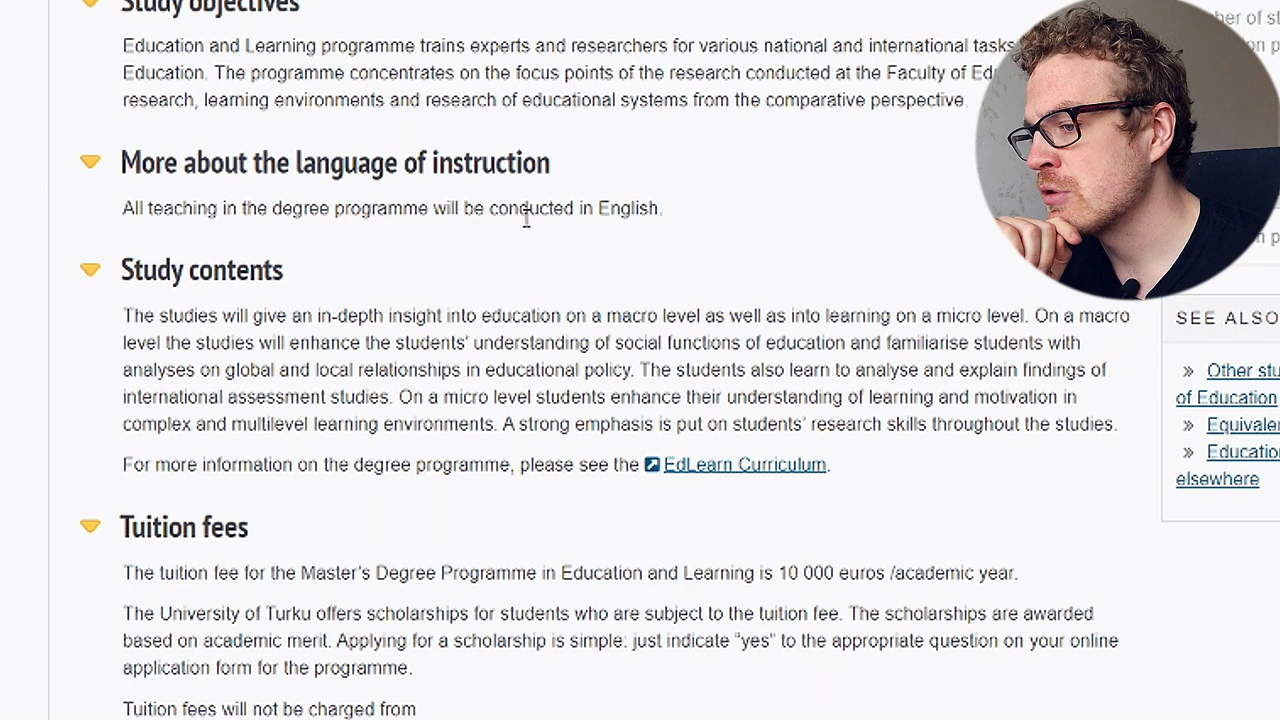 Study objectives
Education and Learning programme trains experts and researchers for various national and international tasks
Education. The programme concentrates on the focus points of the research conducted at the Faculty of
research, learning environments and research of educational systems from the comparative perspective.
More about the language of instruction
All teaching in the degree programme will be conducted in English.
Study contents
The studies will give an in-depth insight into education on a macro level as well as into learning on a micro level. On a macro
level the studies will enhance the students' understanding of social functions of education and familiarise students with
analyses on global and local relationships in educational policy. The students also learn to analyse and explain findings of
international assessment studies. On a micro level students enhance their understanding of learning and motivation in
complex and multilevel learning environments. A strong emphasis is put on students' research skills throughout the studies.
For more information on the degree programme, please see the EdLearn Curriculum.
Tuition fees
The tuition fee for the Master's Degree Programme in Education and Learning is 10 000 euros /academic year.
The University of Turku offers scholarships for students who are subject to the tuition fee. The scholarships are awarded
based on academic merit. Applying for a scholarship is simple: just indicate "yes" to the appropriate question on your online
application form for the programme.
Tuition fees will not be charged from
of
SEE ALSO
» Other
of Education
»
»
elsewhere